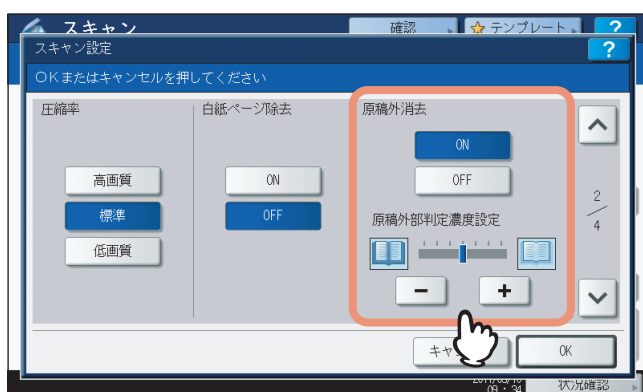 スキャン
確認
テンプレート
?
スキャン設定
?
OKまたはキャンセルを押してください
圧縮率
白紙ページ除去
原稿外消去
ON
高画質
ON
OFF
標準
OFF
低画質
原稿外部判定濃度設定
2
4
−
+
OK
09:34
状況確認